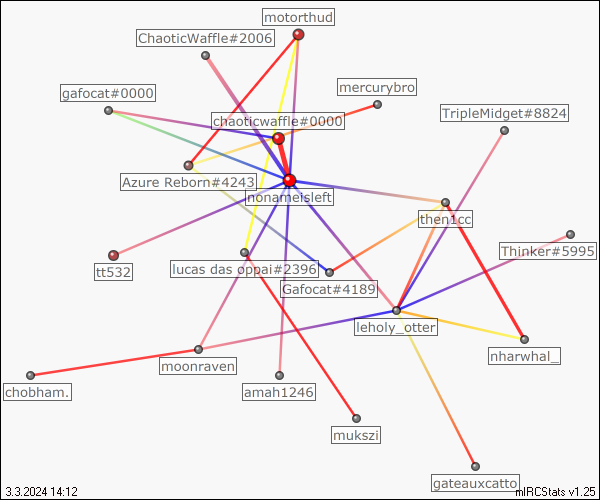 motorthud
ChaoticWaffle#2006
mercurybro
gafocat#0000
TripleMidget#8824
chaoticwaffle#0000
Azure Reborn#4243
nonameisleft
then1cc
Thinker#5995
tt532
lucas das oppai#2396
Gafocat#4189
leholy_otter
nharwhal_
moonraven
chobham.
amah1246
mukszi
gateauxcatto
3.3.2024 14:12
mIRCStats v1.25